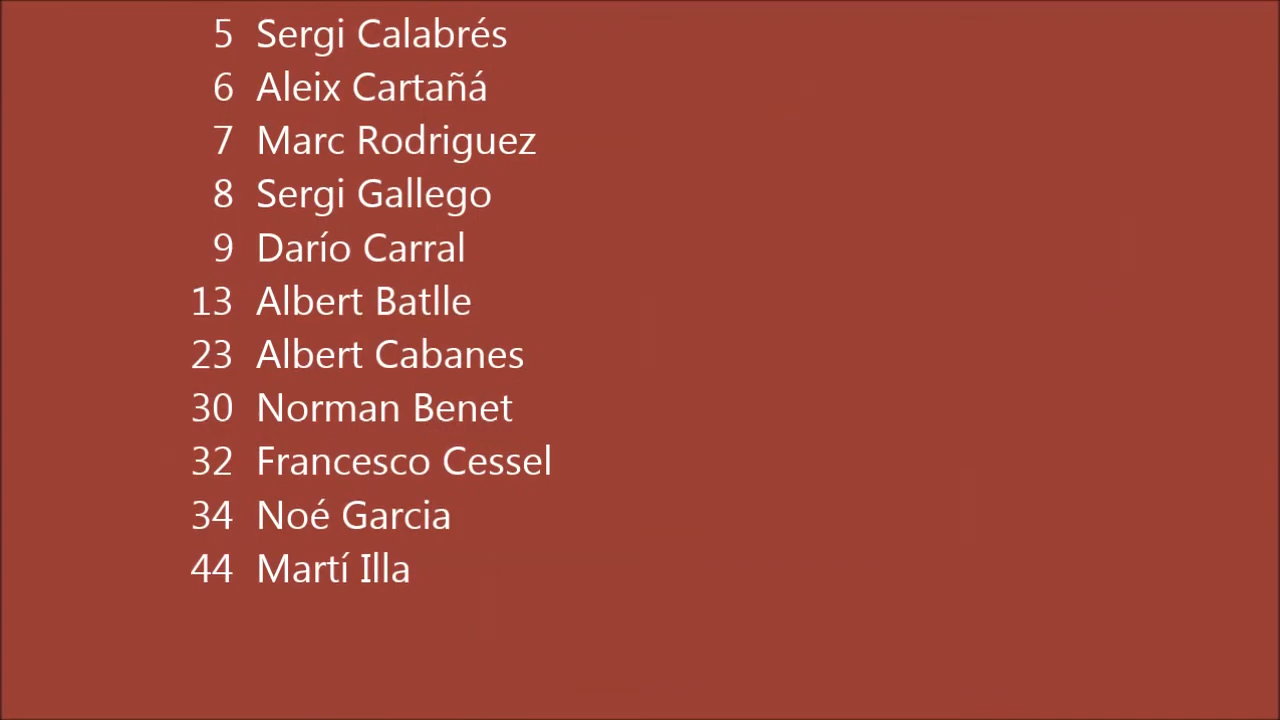 5 Sergi Calabrés
6 Aleix Cartañá
7 Marc Rodriguez
8 Sergi Gallego
9 Darío Carral
13 Albert Batlle
23 Albert Cabanes
30 Norman Benet
32 Francesco Cessel
34 Noé Garcia
44 Martí Illa